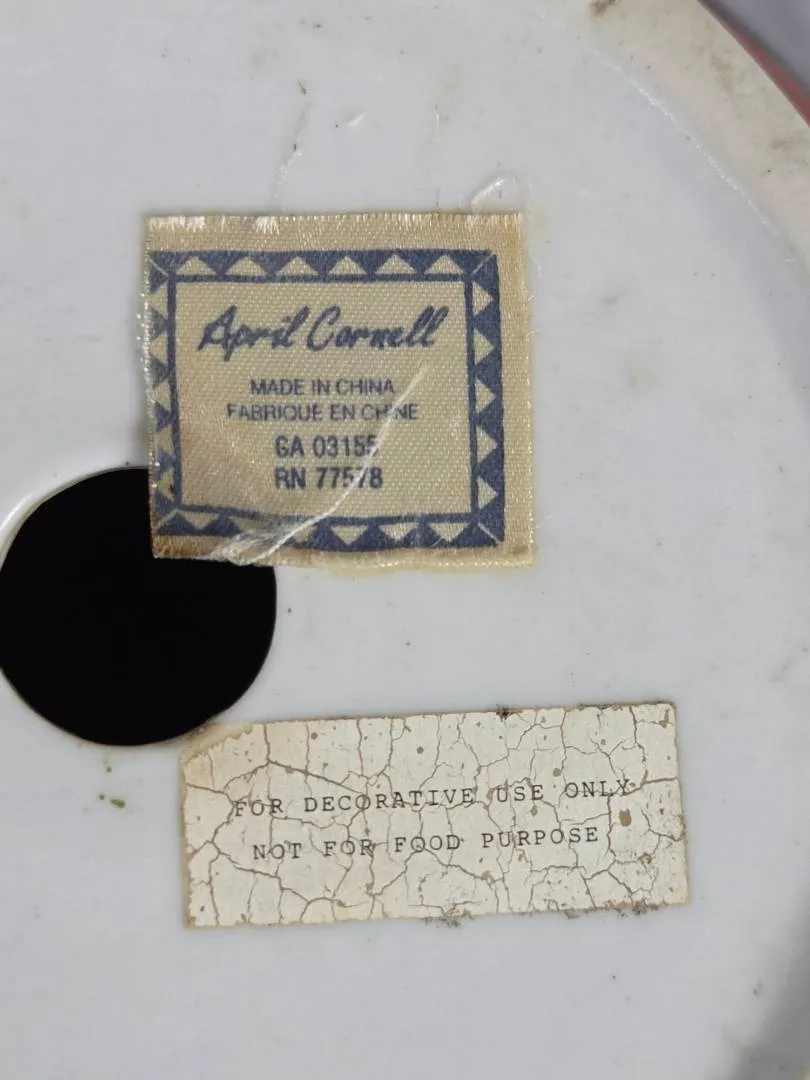 April Cornell
MADE IN CHINA
FABRIQUE EN CHINE
GA 03155
RN 77578
FOR DECORATIVE USE ONLY
NOT FOR FOOD PURPOSE